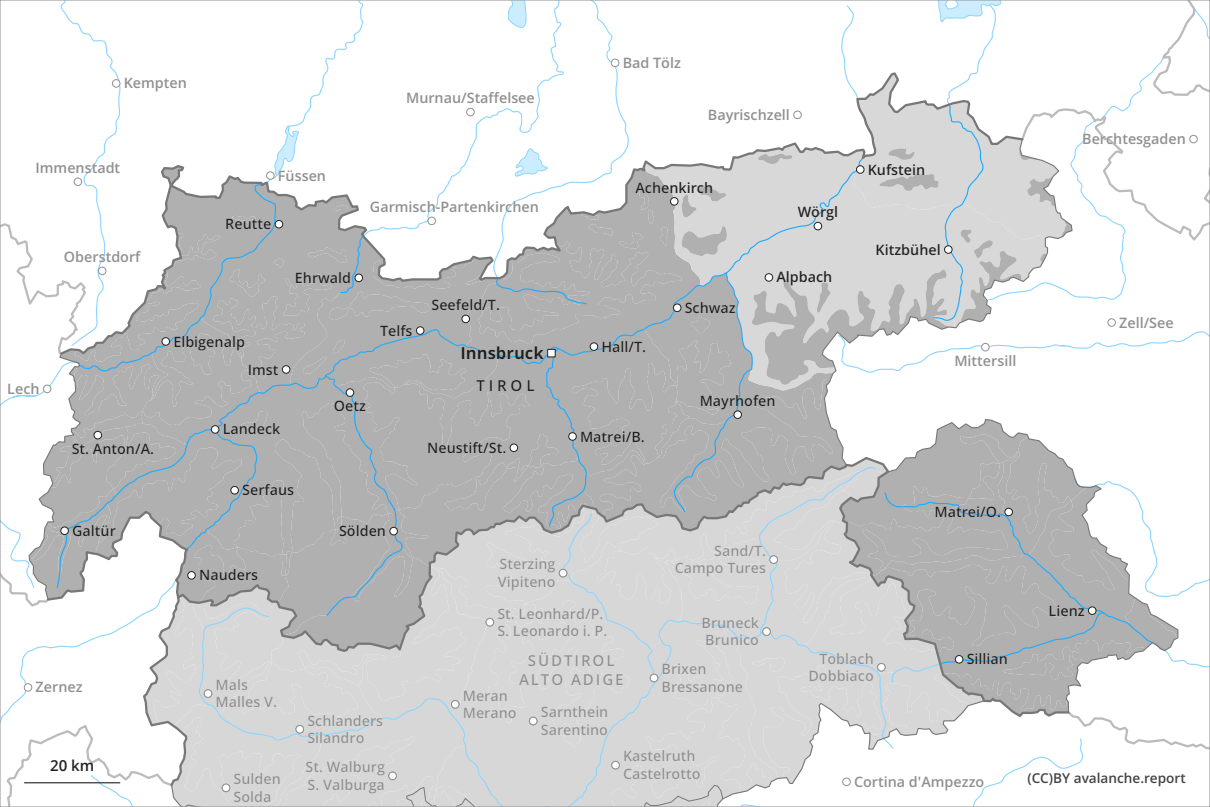 Kempten
Bad Tölz
Murnau/Staffelsee
Bayrischzell
Berchtesgaden
Immenstadt
Füssen
Kufstein
Achenkirch
Garmisch-Partenkirchen
Wörgl
Reutte
Kitzbühel
Oberstdorf
Ehrwald
Alpbach
Seefeld/T.
Schwaz
Telfs
Zell/See
Elbigenalp
Hall/T.
Innsbruck
Mittersill
Imst
TIROL
Lech
Oetz
Mayrhofen
Landeck
Matrei/B.
St. Anton/A.
Neustift/St.
Serfaus
Matrei/O.
Galtür
Sölden
Sand/T.
Campo Tures
Sterzing
Vipiteno
Nauders
Lienz
St. Leonhard/P.
S. Leonardo i. P.
Bruneck
Brunico
Sillian
SÜDTIROL
ALTO ADIGE
Toblach
Dobbiaco
Brixen
Bressanone
Zernez
Mals
Malles V.
Meran
Merano
Sarnthein
Sarentino
Schlanders
Silandro
Kastelruth
Castelrotto
20 km
St. Walburg
S. Valburga
Sulden
Solda
Cortina d'Ampezzo
(CC)BY avalanche.report